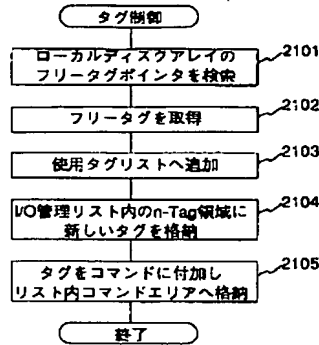 タグ制御
ローカルディスクアレイの
フリータグポインタを検索
2101
フリータグを取得
2102
使用タグリストへ追加
2103
I/O管理リスト内のn-Tag領域に
新しいタグを格納
2104
タグをコマンドに付加し
リスト内コマンドエリアへ格納
2105
終了